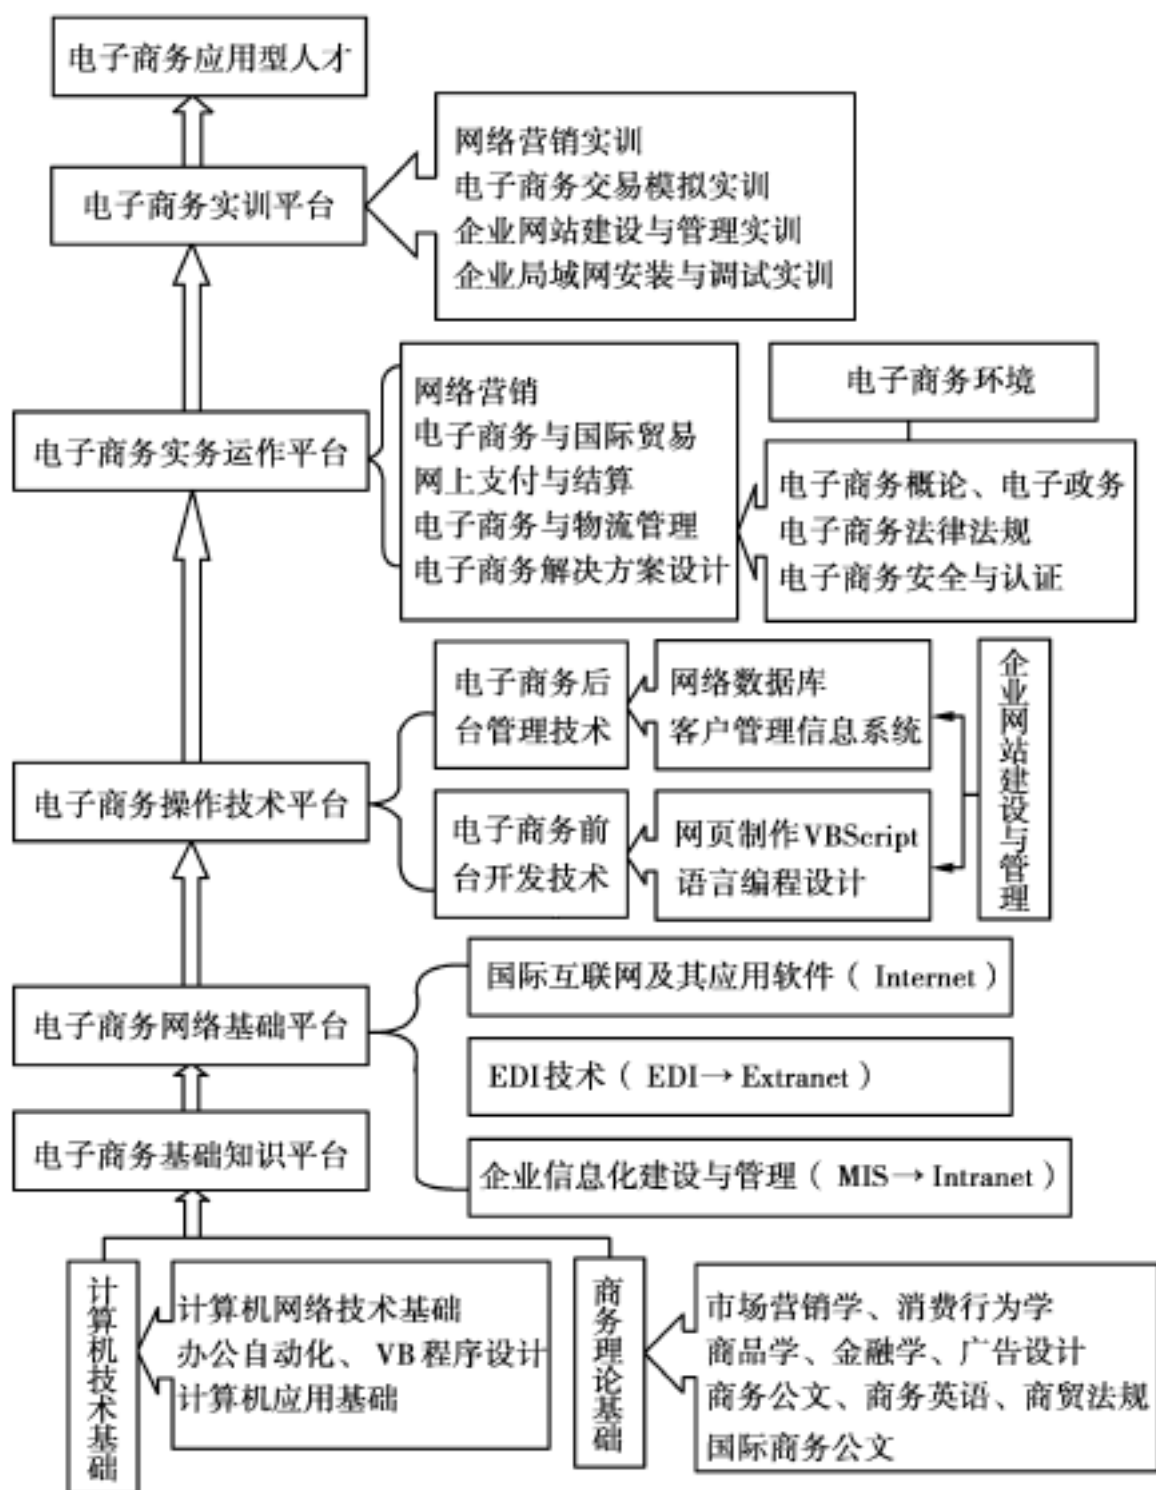 电子商务应用型人才
电子商务实训平台
网络营销实训
电子商务交易模拟实训
企业网站建设与管理实训
企业局域网安装与调试实训
电子商务实务运作平台
网络营销
电子商务与国际贸易
网上支付与结算
电子商务与物流管理
电子商务解决方案设计
电子商务环境
电子商务概论、电子政务
电子商务法律法规
电子商务安全与认证
电子商务操作技术平台
电子商务后
台管理技术
网络数据库
客户管理信息系统
电子商务前
台开发技术
网页制作VBScript
语言编程设计
企业网站建设与管理
电子商务网络基础平台
国际互联网及其应用软件（Internet）
EDI技术（EDI→Extranet）
企业信息化建设与管理（MIS→Intranet）
电子商务基础知识平台
计算机技术基础
计算机网络技术基础
办公自动化、VB程序设计
计算机应用基础
商务理论基础
市场营销学、消费行为学
商品学、金融学、广告设计
商务公文、商务英语、商贸法规
国际商务公文